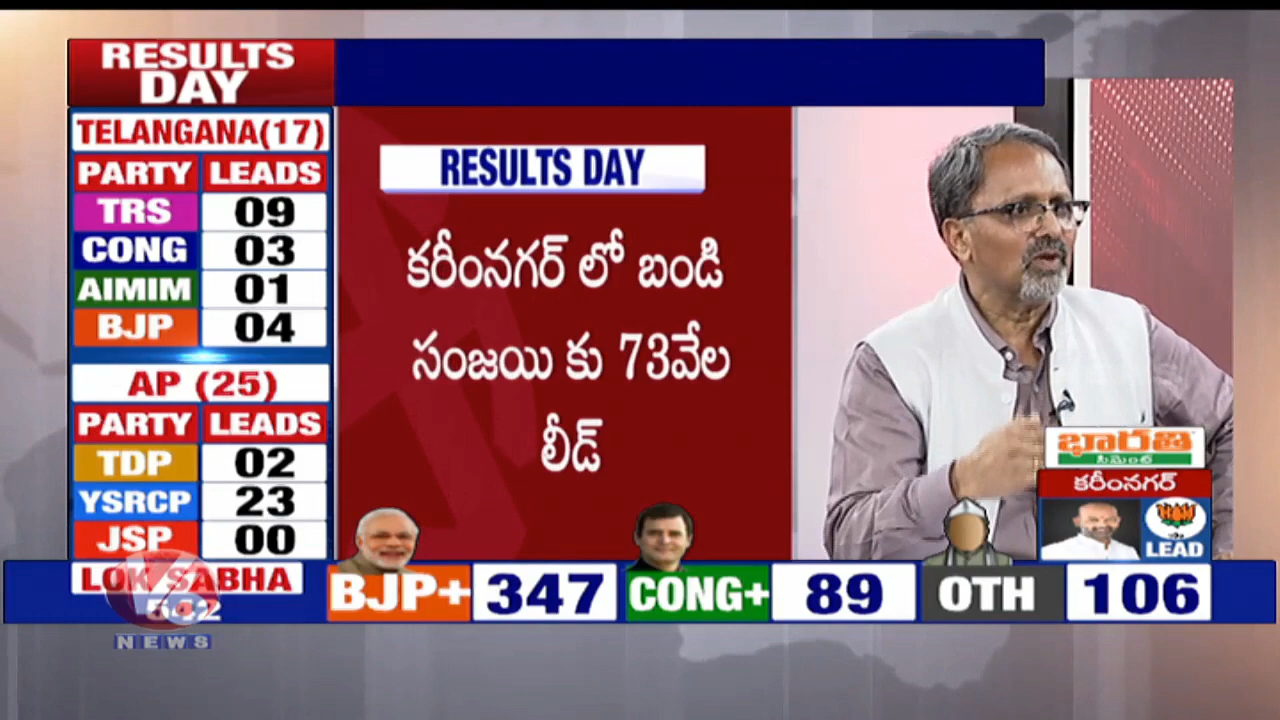 RESULTS
DAY
TELANGANA(17)
PARTY LEADS
TRS 09
CONG 03
AIMIM 01
BJP 04
AP (25)
PARTY LEADS
TDP 02
YSRCP 23
JSP 00
LOK SABHA
542
NEWS
RESULTS DAY
కరీంనగర్ లో బండి
సంజయి కు 73వేల
లీడ్
భారతి
సిమెంట్
కరీంనగర్
LEAD
BJP+ 347 CONG+ 89 OTH 106